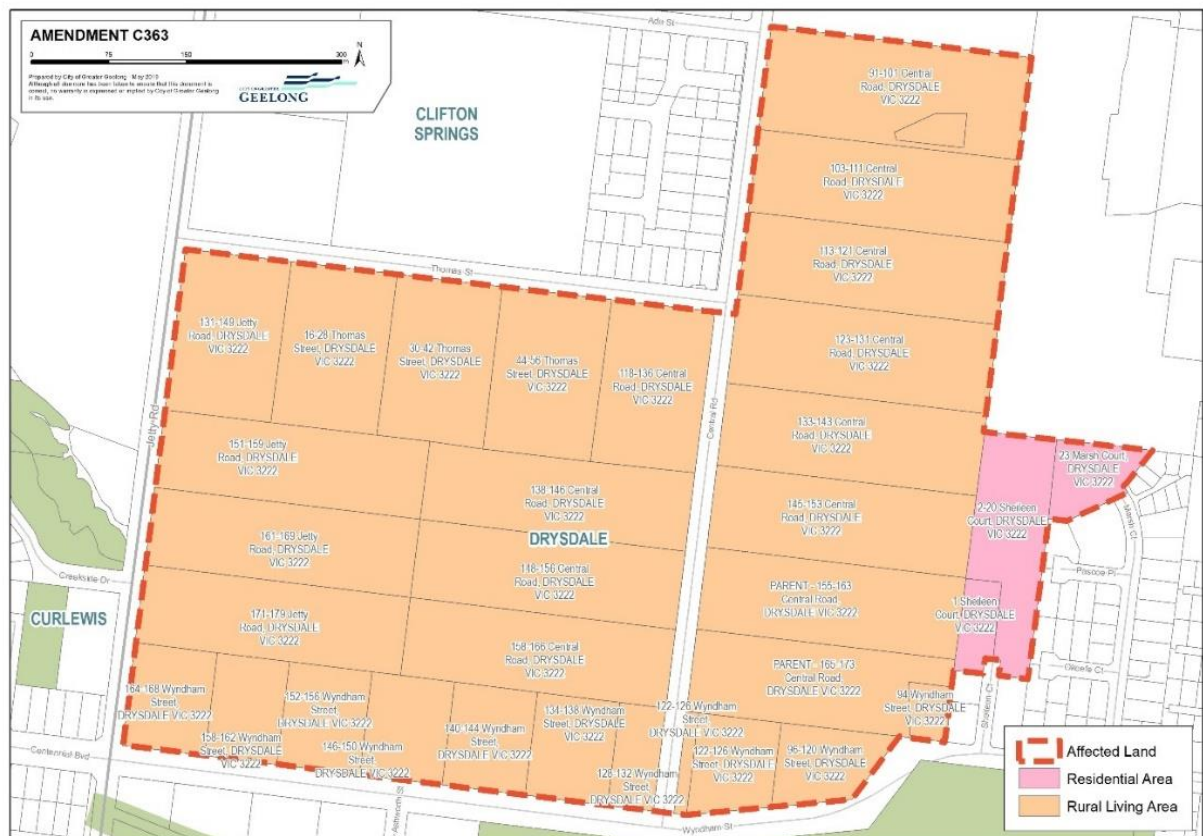 AMENDMENT C363
0 75 150 300
m
N
Prepared by City of Greater Geelong - May 2018
CITY OF GREATER
GEELONG
Ada St
CLIFTON
SPRINGS
91-101 Central
Road, DRYSDALE
VIC 3222
103-111 Central
Road, DRYSDALE
VIC 3222
113-121 Central
Road, DRYSDALE
VIC 3222
Thomas St
123-131 Central
Road, DRYSDALE
VIC 3222
131-149 Jetty
Road, DRYSDALE
VIC 3222
16-28 Thomas
Street, DRYSDALE
VIC 3222
30-42 Thomas
Street, DRYSDALE
VIC 3222
44-56 Thomas
Street, DRYSDALE
VIC 3222
118-136 Central
Road, DRYSDALE
VIC 3222
Jetty Rd
Central Rd
133-143 Central
Road, DRYSDALE
VIC 3222
151-159 Jetty
Road, DRYSDALE
VIC 3222
23 Marsh Court,
DRYSDALE
VIC 3222
138-146 Central
Road, DRYSDALE
VIC 3222
145-153 Central
Road, DRYSDALE
VIC 3222
2-20 Sheileen
Court, DRYSDALE
VIC 3222
Marsh Ct
DRYSDALE
161-169 Jetty
Road, DRYSDALE
VIC 3222
148-156 Central
Road, DRYSDALE
VIC 3222
Pascoe Pl
Creekside Dr
PARENT - 155-163
Central Road,
DRYSDALE VIC 3222
1 Sheileen
Court, DRYSDALE
VIC 3222
CURLEWIS
171-179 Jetty
Road, DRYSDALE
VIC 3222
158-166 Central
Road, DRYSDALE
VIC 3222
PARENT - 165-173
Central Road,
DRYSDALE VIC 3222
164-168 Wyndham
Street,
DRYSDALE VIC 3222
152-156 Wyndham
Street,
DRYSDALE VIC 3222
134-138 Wyndham
Street, DRYSDALE
VIC 3222
122-126 Wyndham
Street,
DRYSDALE VIC 3222
94 Wyndham
Street, DRYSDALE
VIC 3222
Sheileen Ct
158-162 Wyndham
Street, DRYSDALE
VIC 3222
146-150 Wyndham
Street,
DRYSDALE VIC 3222
140-144 Wyndham
Street,
DRYSDALE VIC 3222
128-132 Wyndham
Street,
DRYSDALE VIC 3222
122-126 Wyndham
Street, DRYSDALE
VIC 3222
96-120 Wyndham
Street, DRYSDALE
VIC 3222
Centennial Bvd
Ashworth St
Wyndham St
Affected Land
Residential Area
Rural Living Area